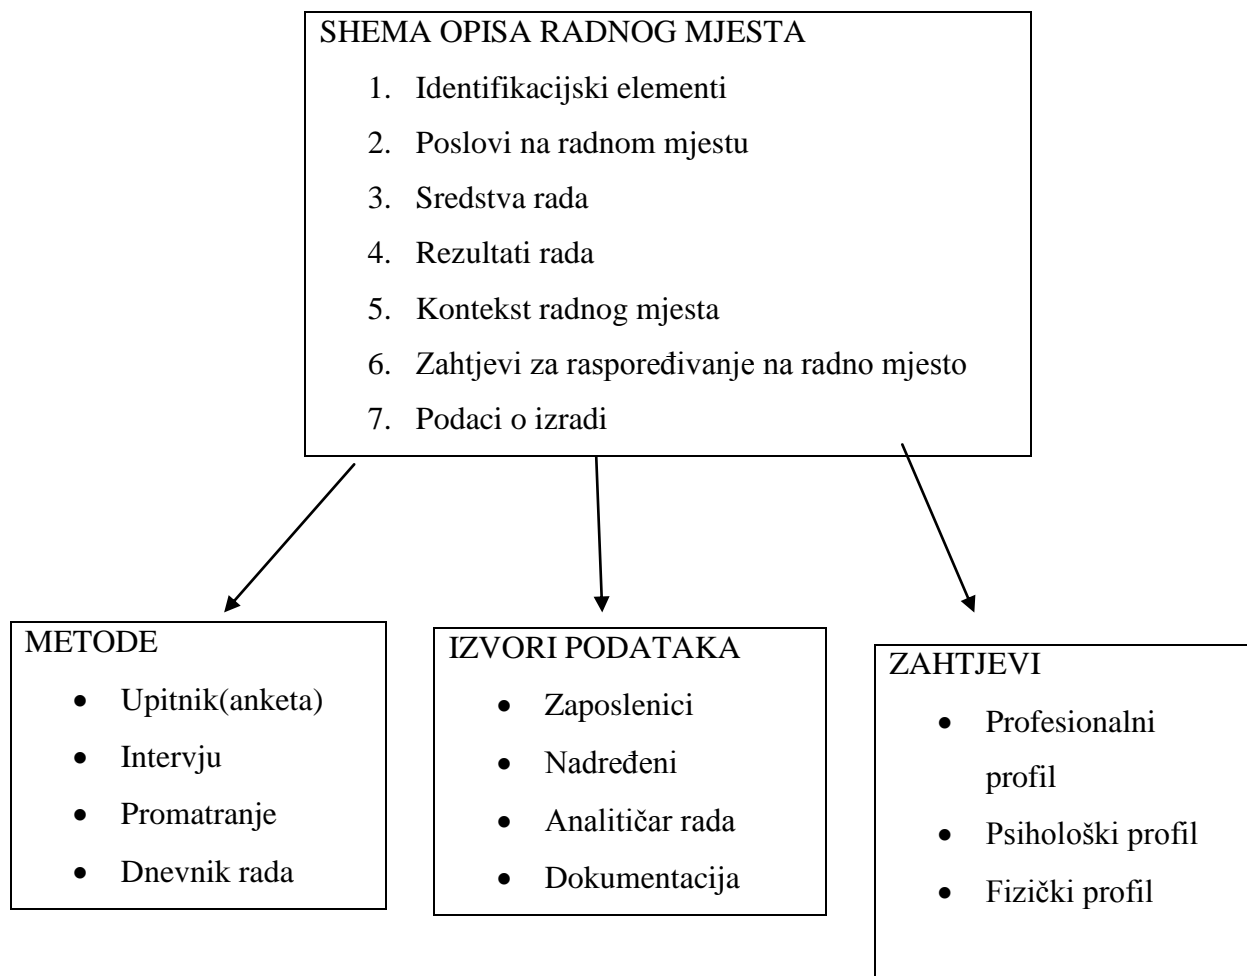 SHEMA OPISA RADNOG MJESTA
1. Identifikacijski elementi
2. Poslovi na radnom mjestu
3. Sredstva rada
4. Rezultati rada
5. Kontekst radnog mjesta
6. Zahtjevi za raspoređivanje na radno mjesto
7. Podaci o izradi
METODE
• Upitnik(anketa)
• Intervju
• Promatranje
• Dnevnik rada
IZVORI PODATAKA
• Zaposlenici
• Nadređeni
• Analitičar rada
• Dokumentacija
ZAHTJEVI
• Profesionalni
profil
• Psihološki profil
• Fizički profil